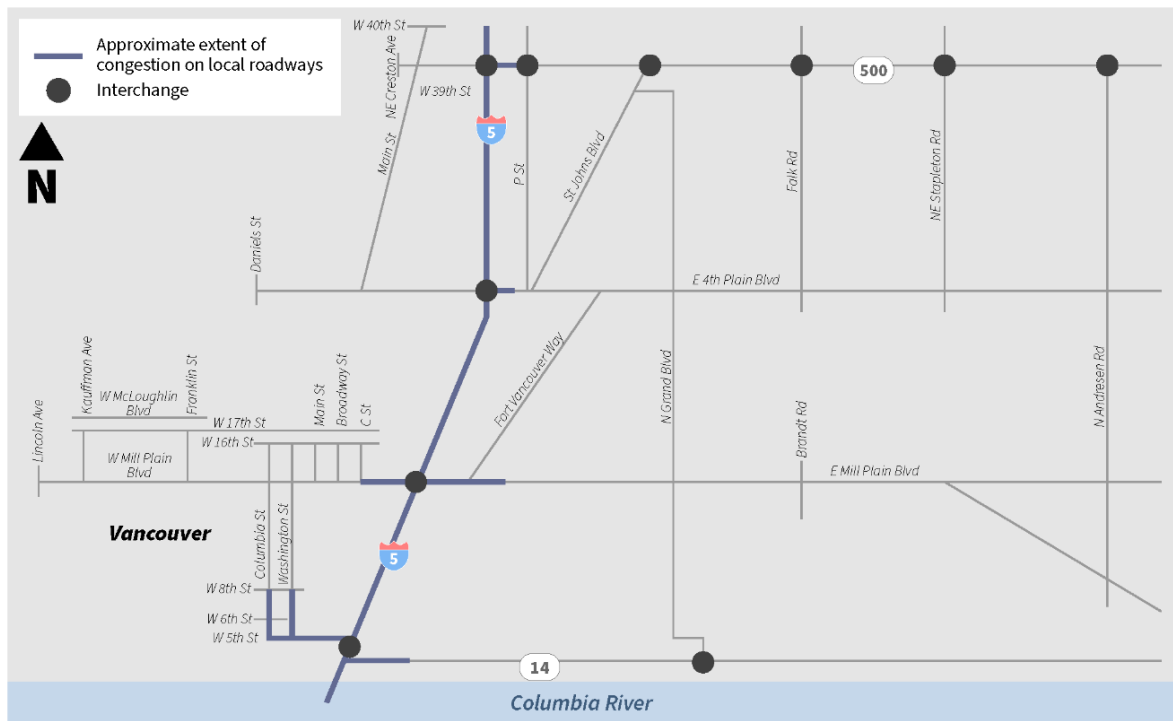 Approximate extent of
congestion on local roadways
Interchange
N
W 40th St
NE Creston Ave
W 39th St
500
5
Main St
P St
St Johns Blvd
Falk Rd
NE Stapleton Rd
Daniels St
E 4th Plain Blvd
Kauffman Ave
W McLoughlin
Blvd
Franklin St
Main St
Broadway St
C St
Fort Vancouver Way
N Grand Blvd
N Andresen Rd
Lincoln Ave
W 17th St
W 16th St
W Mill Plain
Blvd
Brandt Rd
E Mill Plain Blvd
Vancouver
Columbia St
Washington St
5
W 8th St
W 6th St
W 5th St
14
Columbia River